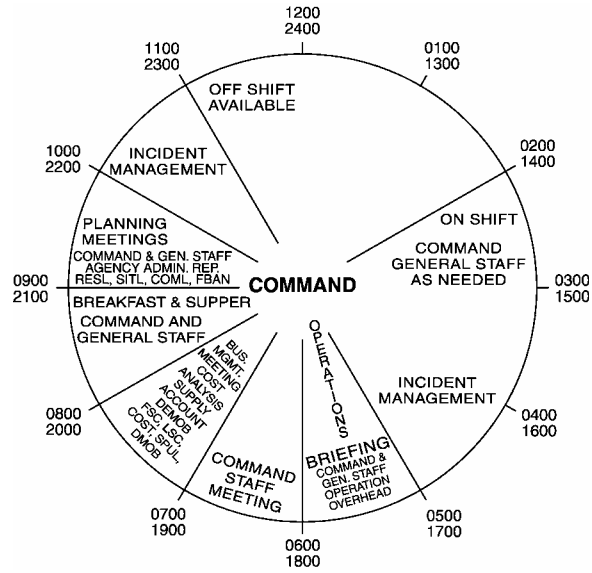 1200
2400
0100
1300
0200
1400
0300
1500
0400
1600
0500
1700
0600
1800
0700
1900
0800
2000
0900
2100
1000
2200
1100
2300
OFF SHIFT
AVAILABLE
ON SHIFT
COMMAND
GENERAL STAFF
AS NEEDED
INCIDENT
MANAGEMENT
OPERATIONS
BRIEFING
COMMAND &
GEN. STAFF
OPERATION
OVERHEAD
COMMAND
STAFF
MEETING
BUS.
MGMT.
MEETING
COST
ANALYSIS
SUPPLY
ACCOUNT
DEMOB
FSC, LSC,
COST, SPUL,
DMOB
BREAKFAST & SUPPER
COMMAND AND
GENERAL STAFF
PLANNING
MEETINGS
COMMAND & GEN. STAFF
AGENCY ADMIN. REP.
RESL, SITL, COML, FBAN
INCIDENT
MANAGEMENT
COMMAND